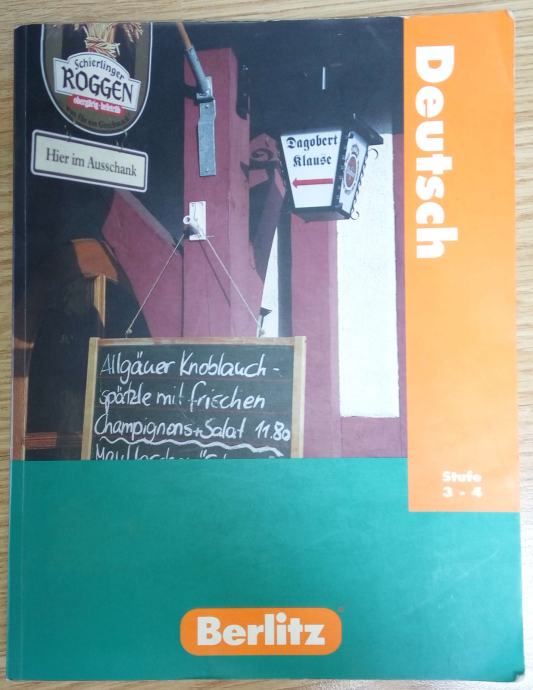 Schierlinger
ROGGEN
obergärig-hefetrüb
Hier im Ausschank
Dagobert
Klause
Allgäuer Knoblauch-
spätzle mit frischen
Champignons + Salat 11.80
Deutsch
Stufe
3 - 4
Berlitz